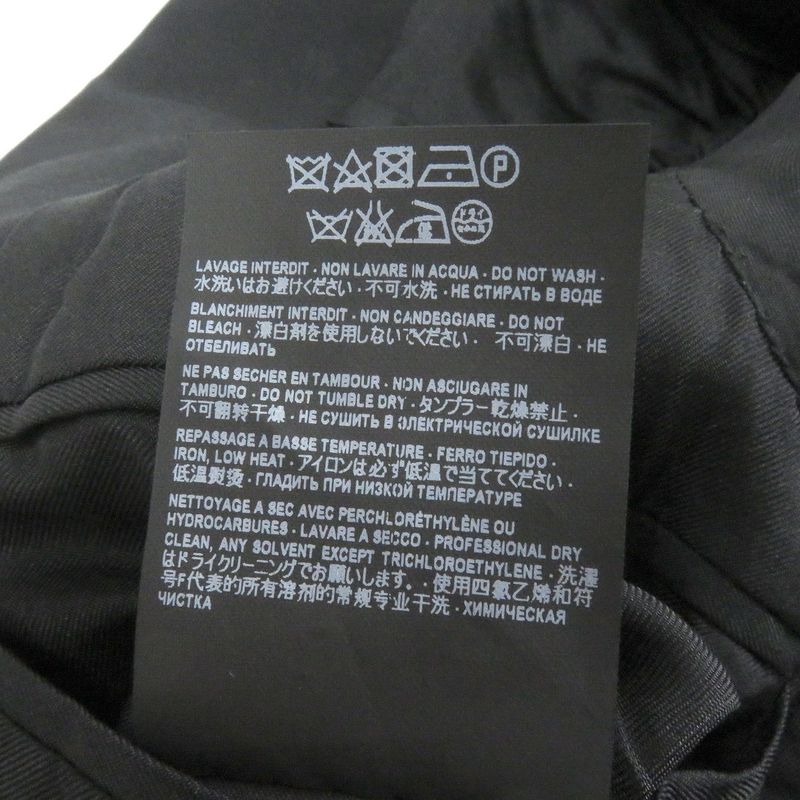 P
ドライ
低
LAVAGE INTERDIT · NON LAVARE IN ACQUA · DO NOT WASH ·
水洗いはお避けください · 不可水洗 · НЕ СТИРАТЬ В ВОДЕ
BLANCHIMENT INTERDIT · NON CANDEGGIARE · DO NOT
BLEACH · 漂白剤を使用しないでください · 不可漂白 · НЕ
ОТБЕЛИВАТЬ
NE PAS SECHER EN TAMBOUR · NON ASCIUGARE IN
TAMBURO · DO NOT TUMBLE DRY · タンブラー乾燥禁止 ·
不可翻转干燥 · НЕ СУШИТЬ В ЭЛЕКТРИЧЕСКОЙ СУШИЛКЕ
REPASSAGE A BASSE TEMPERATURE · FERRO TIEPIDO ·
IRON, LOW HEAT · アイロンは必ず低温で当ててください ·
低温熨烫 · ГЛАДИТЬ ПРИ НИЗКОЙ ТЕМПЕРАТУРЕ
NETTOYAGE A SEC AVEC PERCHLORÉTHYLÈNE OU
HYDROCARBURES · LAVARE A SECCO · PROFESSIONAL DRY
CLEAN, ANY SOLVENT EXCEPT TRICHLOROETHYLENE · 洗濯
はドライクリーニングでお願いします。· 使用四氯乙烯和符
号F代表的所有溶剂的常规专业干洗 · ХИМИЧЕСКАЯ
ЧИСТКА